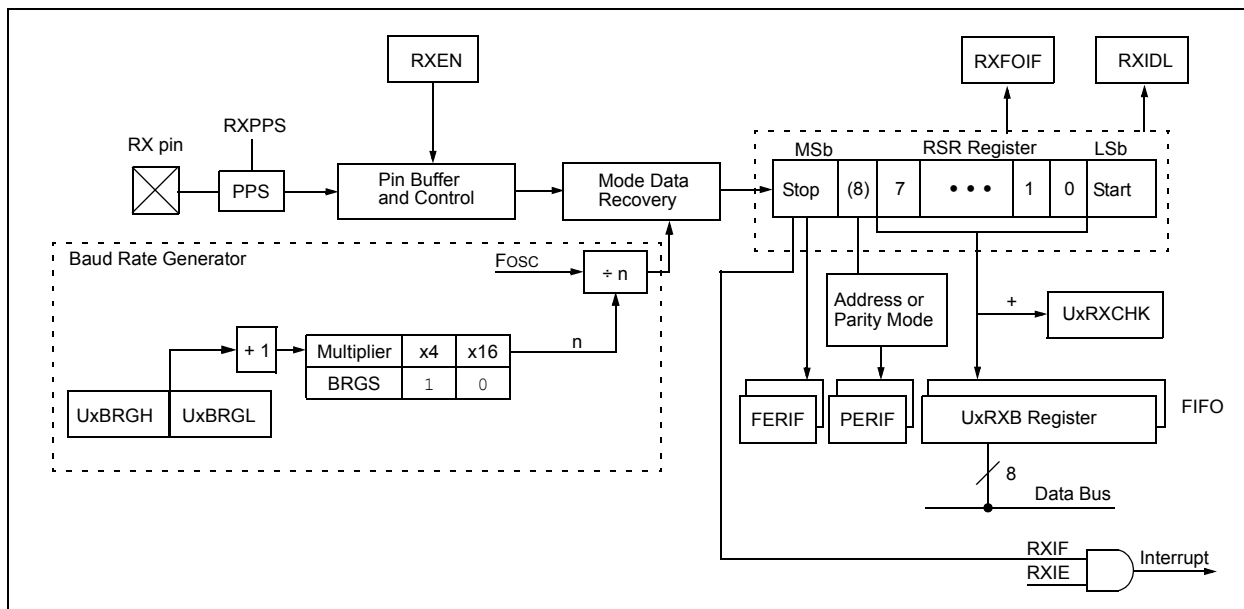 RXEN
RXFOIF
RXIDL
RXPPS
RX pin
MSb
RSR Register
LSb
PPS
Pin Buffer
and Control
Mode Data
Recovery
Stop (8) 7 • • • 1 0 Start
Baud Rate Generator
FOSC
÷ n
Address or
Parity Mode
+
UxRXCHK
+ 1
Multiplier x4 x16
n
BRGS 1 0
UxBRGH UxBRGL
FERIF
PERIF
UxRXB Register
FIFO
8
Data Bus
RXIF
RXIE
Interrupt